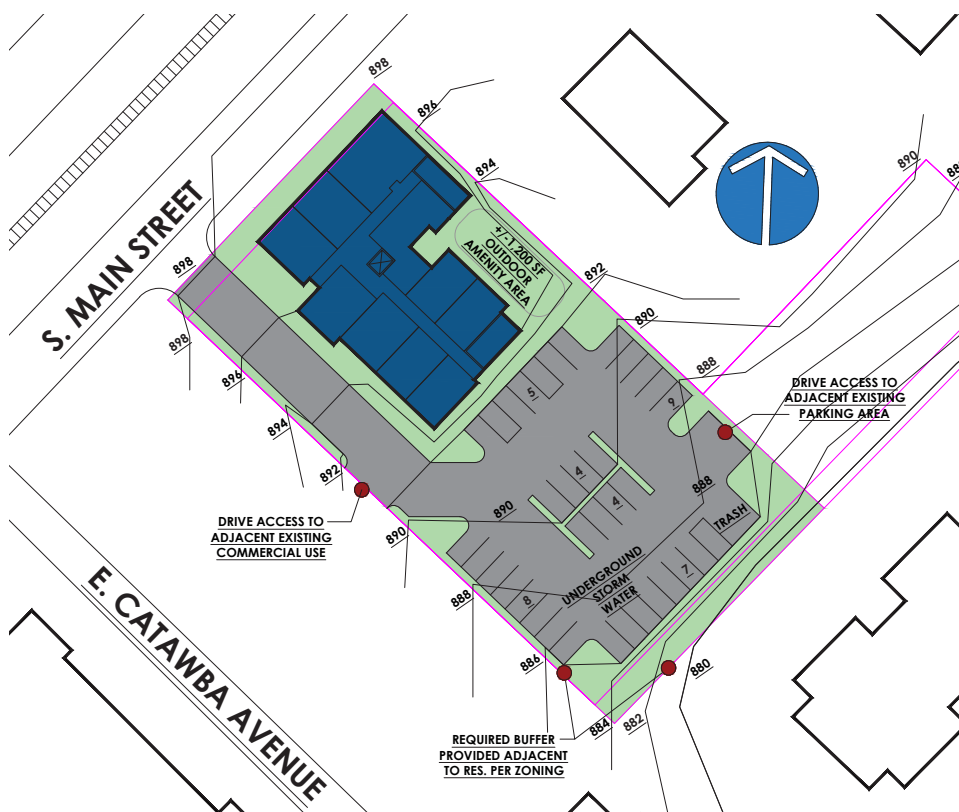 898
896
894
890
888
S. MAIN STREET
+/-1,200 SF
OUTDOOR
AMENITY AREA
898
892
890
898
896
888
DRIVE ACCESS TO
ADJACENT EXISTING
PARKING AREA
5
9
894
892
4
4
888
890
TRASH
DRIVE ACCESS TO
ADJACENT EXISTING
COMMERCIAL USE
890
UNDERGROUND
STORM
WATER
7
8
888
E. CATAWBA AVENUE
886
880
884
882
REQUIRED BUFFER
PROVIDED ADJACENT
TO RES. PER ZONING